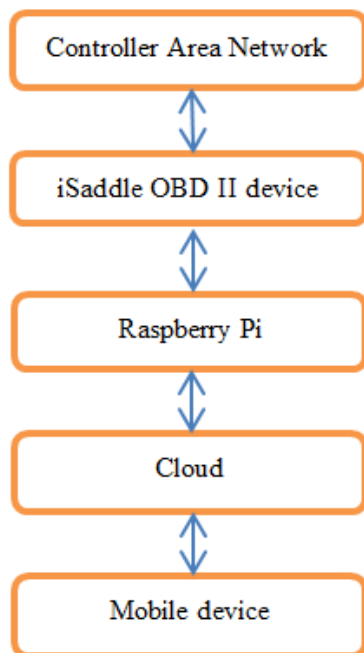 Controller Area Network
iSaddle OBD II device
Raspberry Pi
Cloud
Mobile device